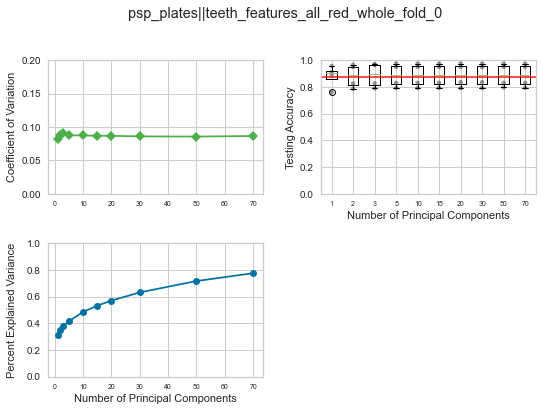 psp_plates||teeth_features_all_red_whole_fold_0
Coefficient of Variation
0.20
0.15
0.10
0.05
0.00
0 10 20 30 40 50 60 70
Testing Accuracy
1.0
0.8
0.6
0.4
0.2
0
1 2 3 5 10 15 20 30 50 70
Number of Principal Components
Percent Explained Variance
1.0
0.8
0.6
0.4
0.2
0.0
0 10 20 30 40 50 60 70
Number of Principal Components